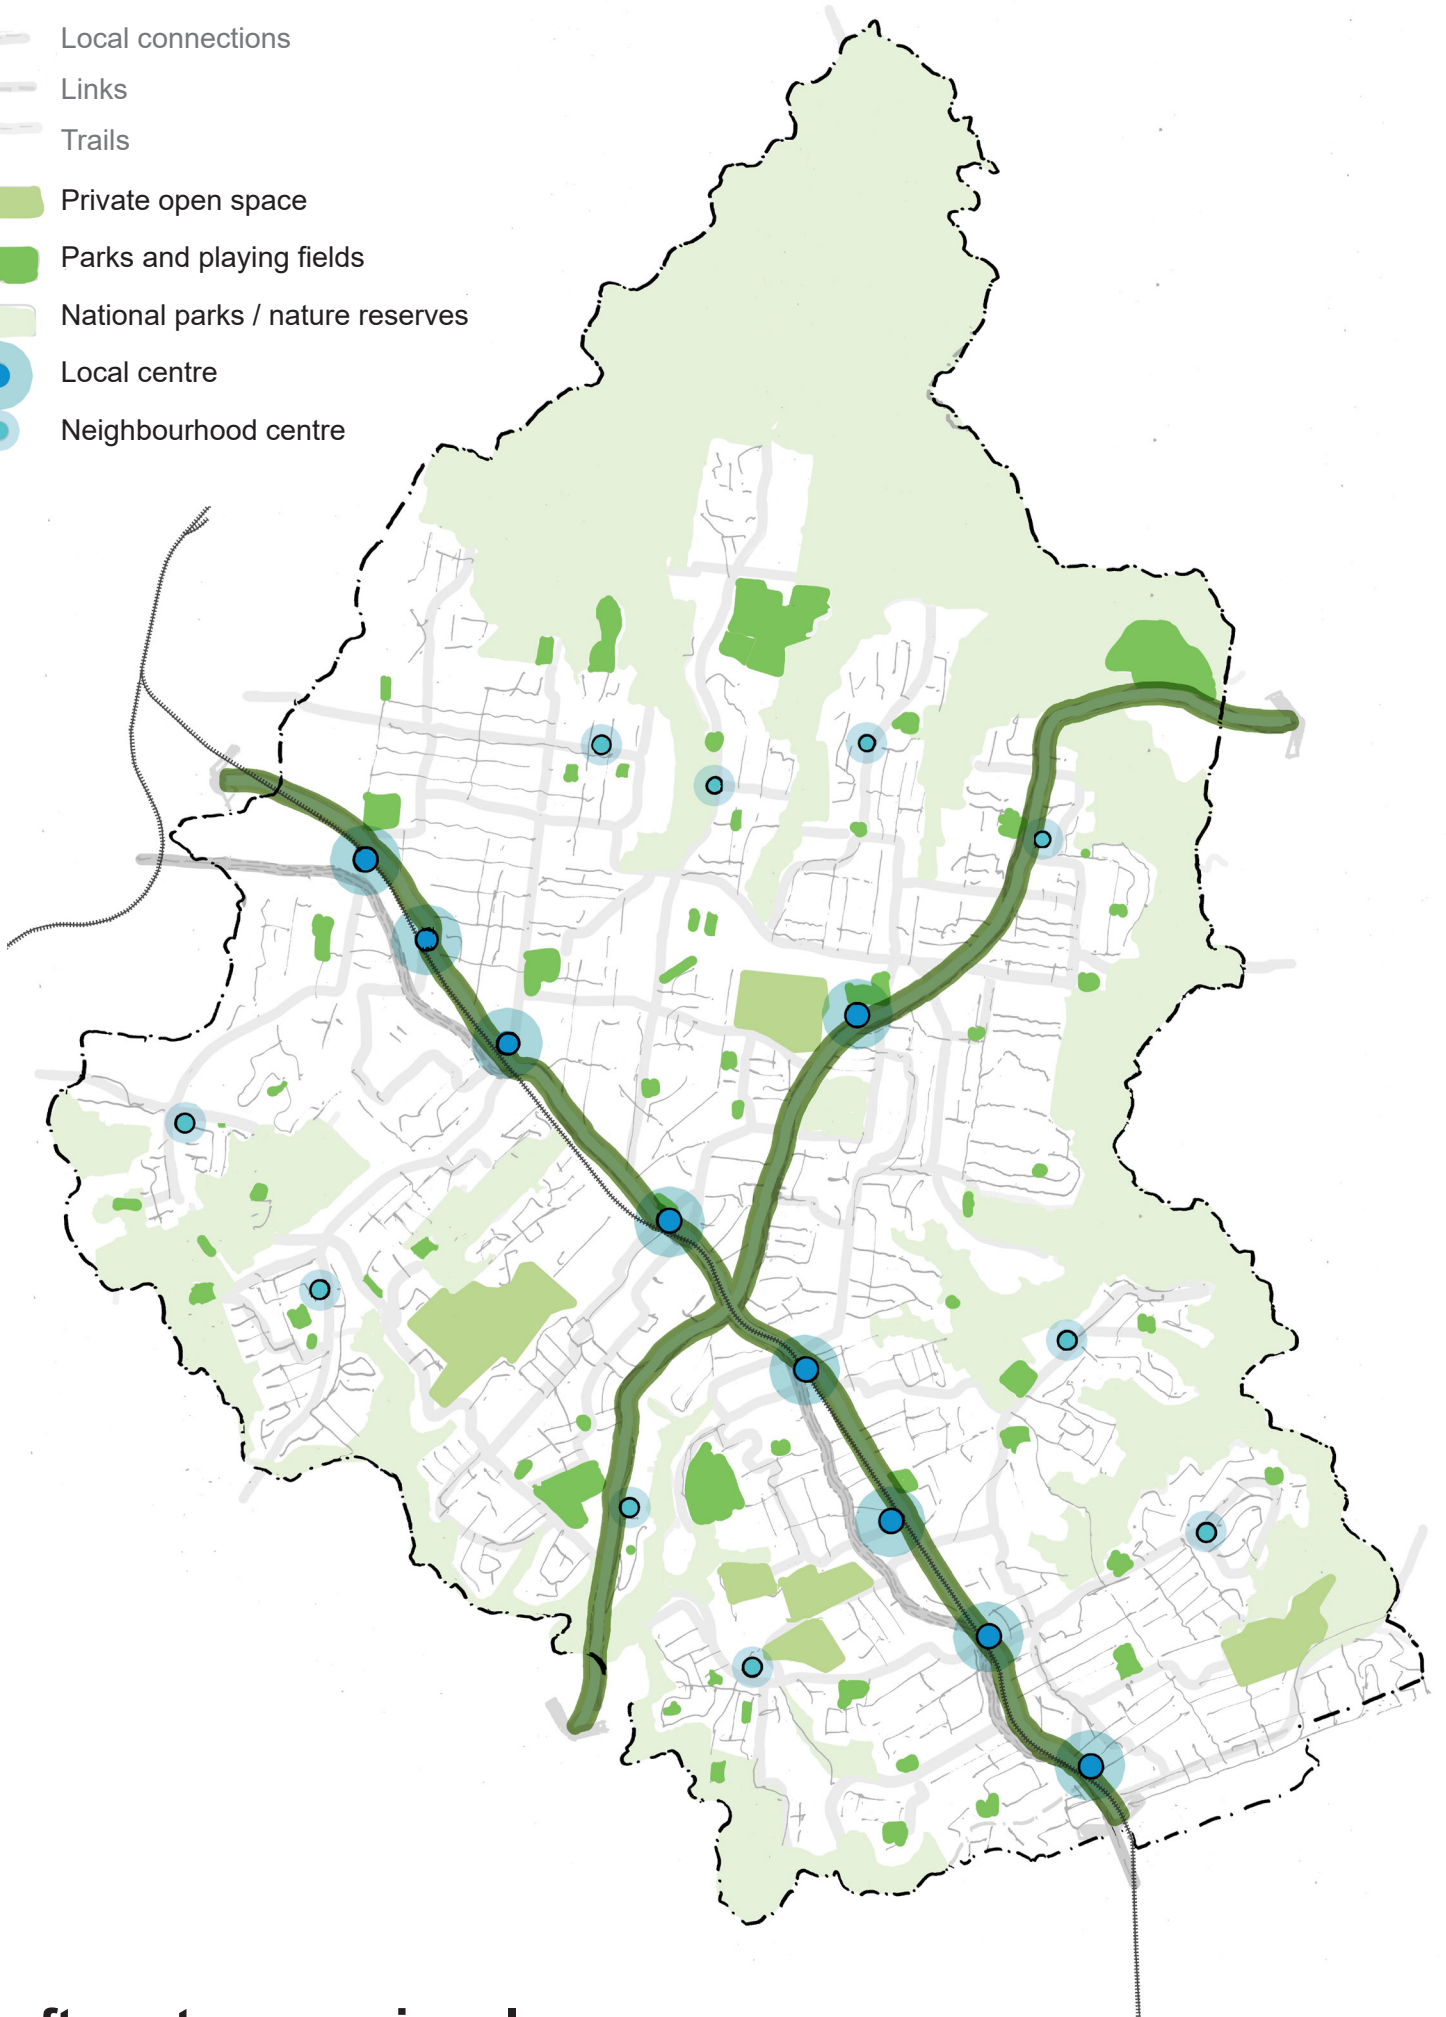 Local connections
Links
Trails
Private open space
Parks and playing fields
National parks / nature reserves
Local centre
Neighbourhood centre